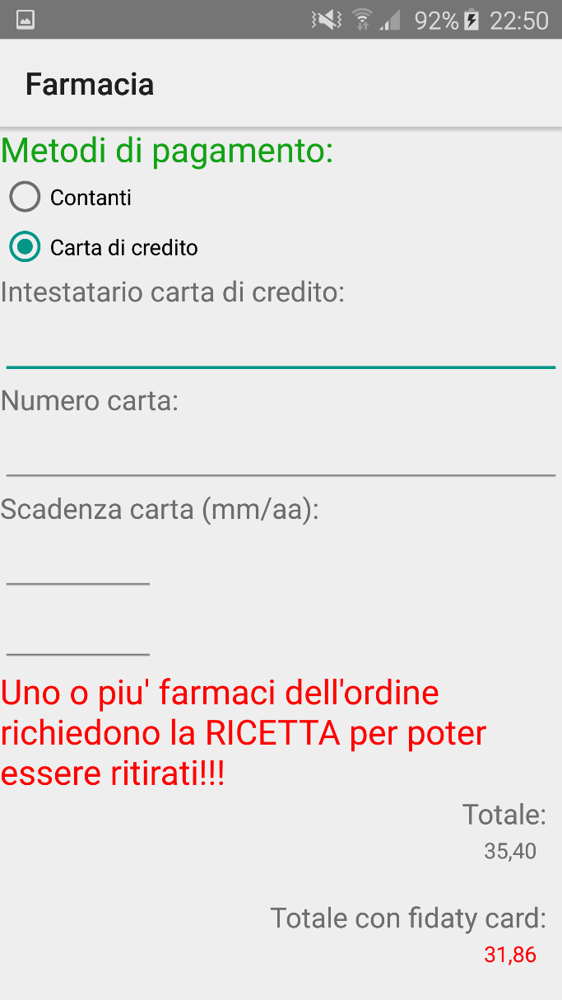 92% 22:50
Farmacia
Metodi di pagamento:
Contanti
Carta di credito
Intestatario carta di credito:
Numero carta:
Scadenza carta (mm/aa):
Uno o piu' farmaci dell'ordine
richiedono la RICETTA per poter
essere ritirati!!!
Totale:
35,40
Totale con fidaty card:
31,86